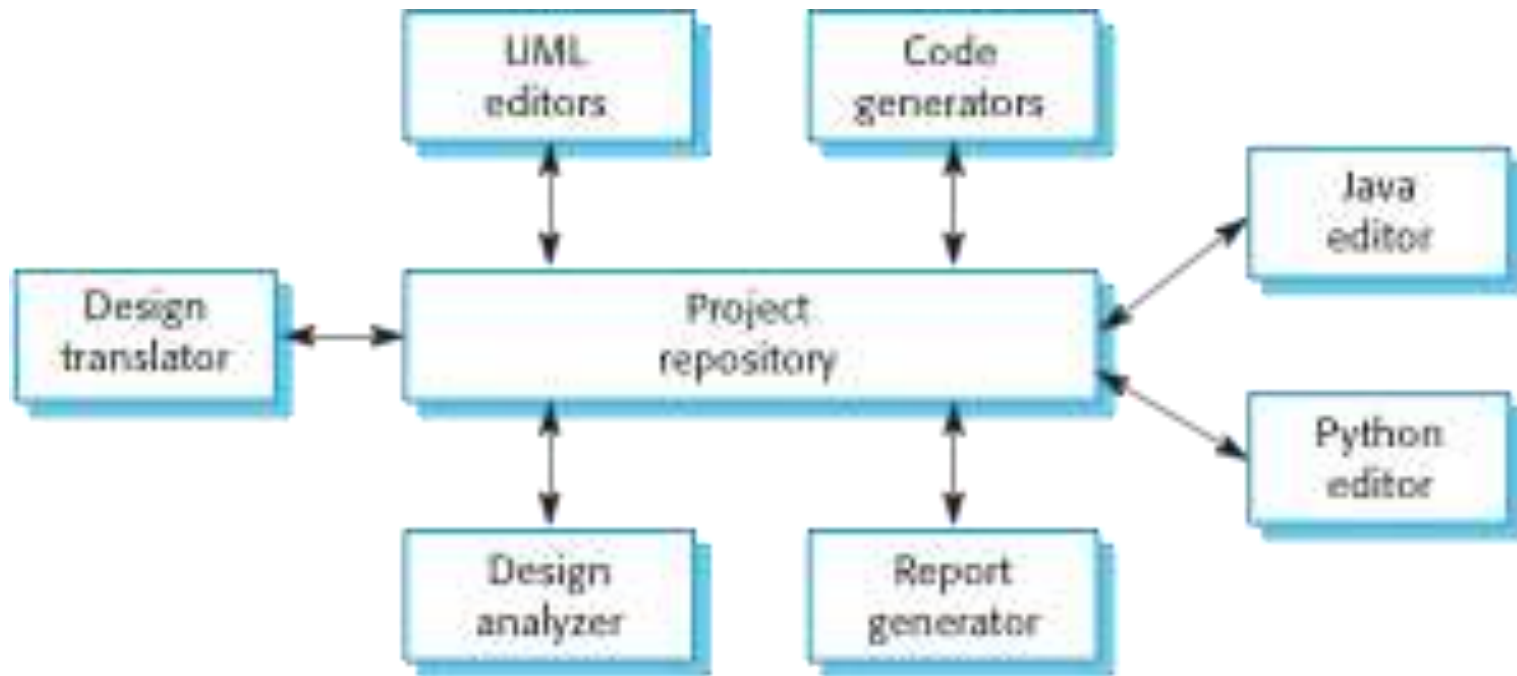 UML
editors
Code
generators
Java
editor
Design
translator
Project
repository
Python
editor
Design
analyzer
Report
generator